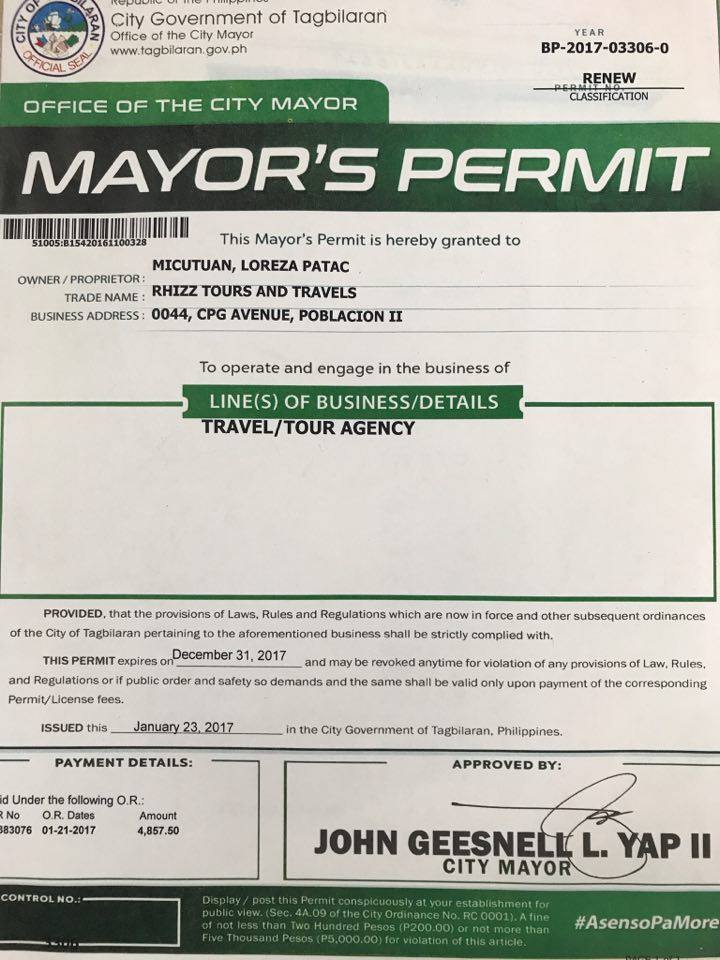 Republic of the Philippines
City Government of Tagbilaran
Office of the City Mayor
www.tagbilaran.gov.ph
OFFICIAL SEAL
YEAR
BP-2017-03306-0
RENEW
PERMIT NO.
CLASSIFICATION
OFFICE OF THE CITY MAYOR
MAYOR'S PERMIT
51005:B15420161100328
This Mayor's Permit is hereby granted to
OWNER / PROPRIETOR : MICUTUAN, LOREZA PATAC
TRADE NAME : RHIZZ TOURS AND TRAVELS
BUSINESS ADDRESS : 0044, CPG AVENUE, POBLACION II
To operate and engage in the business of
LINE(S) OF BUSINESS/DETAILS
TRAVEL/TOUR AGENCY
PROVIDED, that the provisions of Laws, Rules and Regulations which are now in force and other subsequent ordinances
of the City of Tagbilaran pertaining to the aforementioned business shall be strictly complied with.
THIS PERMIT expires on December 31, 2017 and may be revoked anytime for violation of any provisions of Law, Rules,
and Regulations or if public order and safety so demands and the same shall be valid only upon payment of the corresponding
Permit/License fees.
ISSUED this January 23, 2017 in the City Government of Tagbilaran, Philippines.
PAYMENT DETAILS:
id Under the following O.R.:
R No O.R. Dates Amount
383076 01-21-2017 4,857.50
APPROVED BY:
JOHN GEESNELL L. YAP II
CITY MAYOR
CONTROL NO.:
Display / post this Permit conspicuously at your establishment for
public view. (Sec. 4A.09 of the City Ordinance No. RC 0001). A fine
of not less than Two Hundred Pesos (P200.00) or not more than
Five Thousand Pesos (P5,000.00) for violation of this article.
#AsensoPaMore